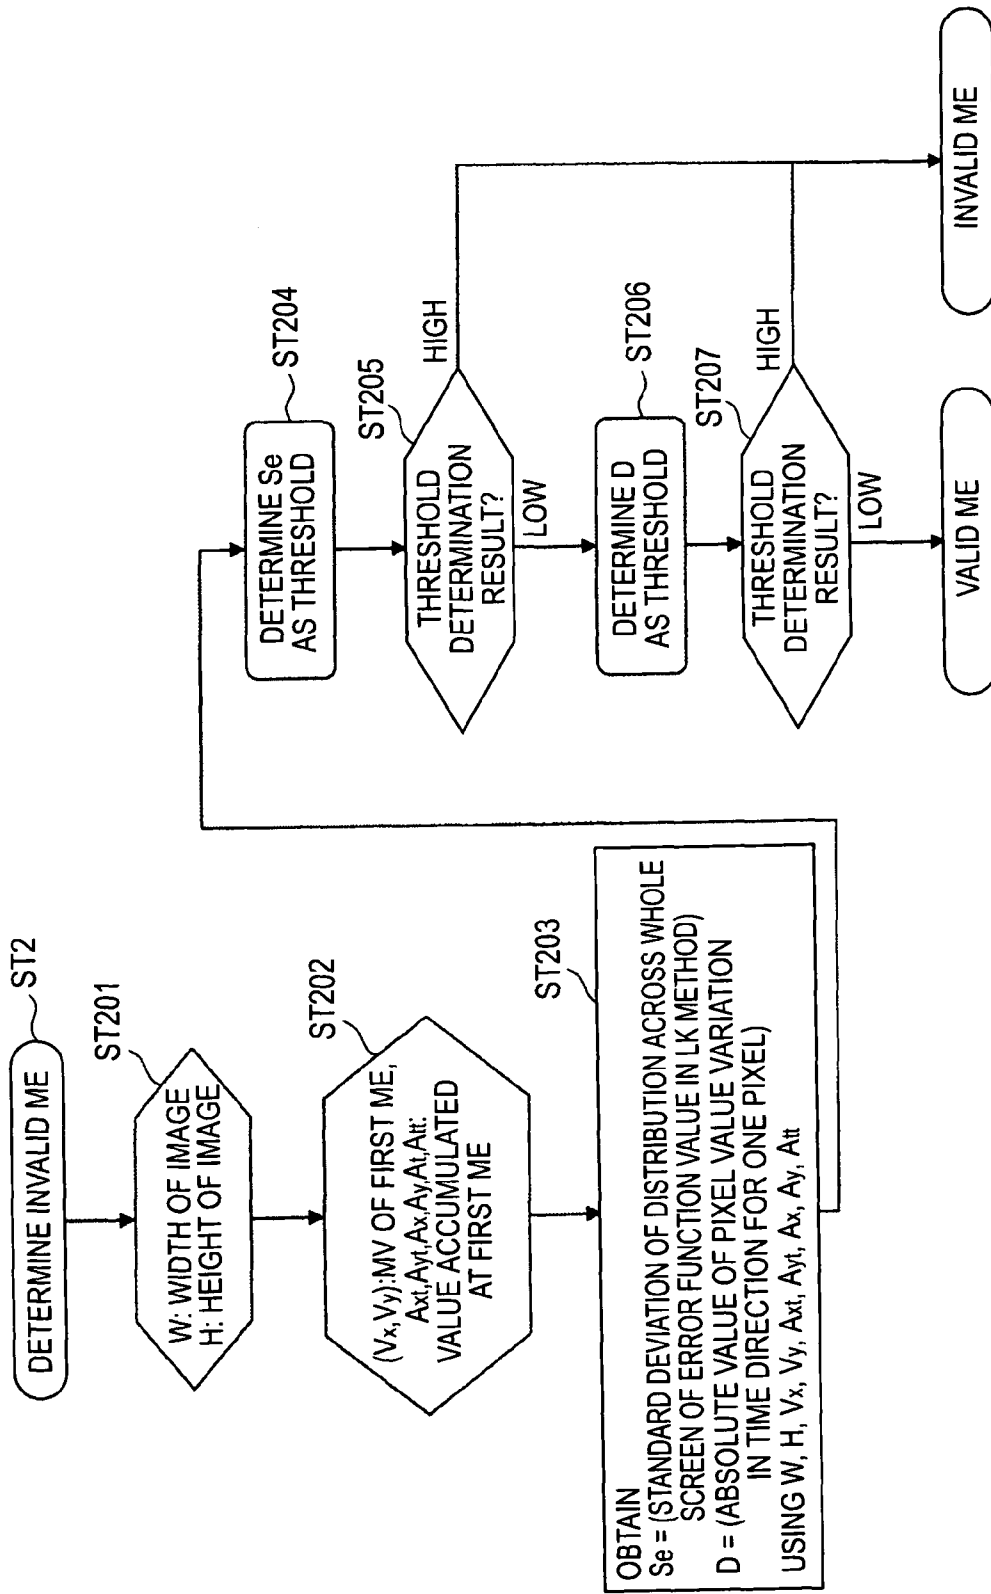 DETERMINE INVALID ME
ST2
ST201
W: WIDTH OF IMAGE
H: HEIGHT OF IMAGE
ST202
(Vx,Vy):MV OF FIRST ME,
Axt,Ayt,Ax,Ay,At,Att:
VALUE ACCUMULATED
AT FIRST ME
ST203
OBTAIN
Se = (STANDARD DEVIATION OF DISTRIBUTION ACROSS WHOLE
SCREEN OF ERROR FUNCTION VALUE IN LK METHOD)
D = (ABSOLUTE VALUE OF PIXEL VALUE VARIATION
IN TIME DIRECTION FOR ONE PIXEL)
USING W, H, Vx, Vy, Axt, Ayt, Ax, Ay, Att
ST204
DETERMINE Se
AS THRESHOLD
ST205
THRESHOLD
DETERMINATION
RESULT?
HIGH
LOW
ST206
DETERMINE D
AS THRESHOLD
ST207
THRESHOLD
DETERMINATION
RESULT?
HIGH
LOW
VALID ME
INVALID ME